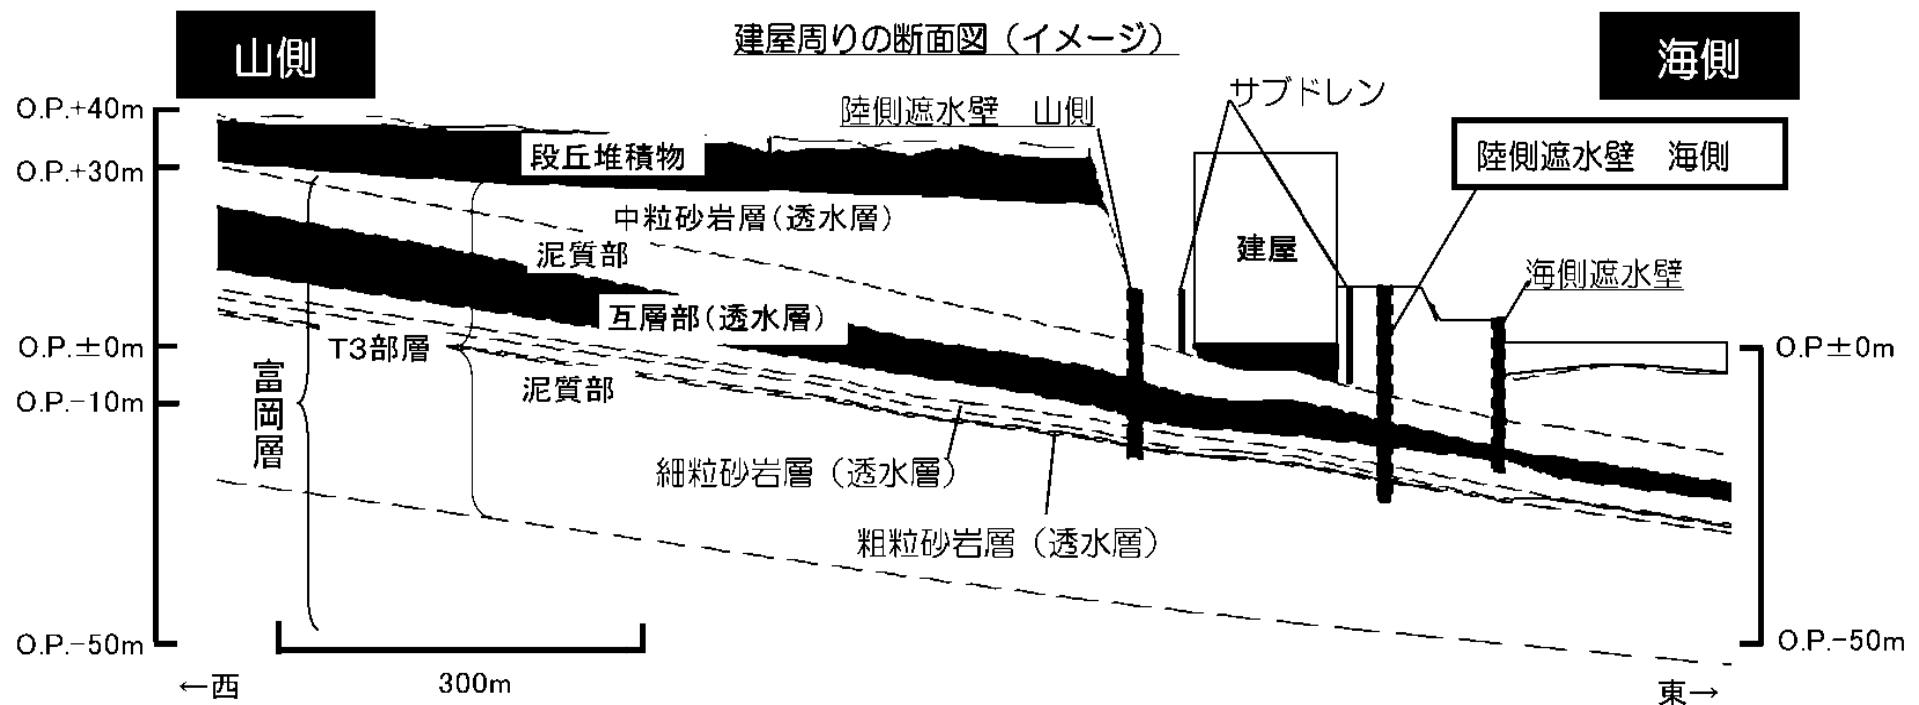 建屋周りの断面図（イメージ）
山側
海側
サブドレン
陸側遮水壁　山側
陸側遮水壁　海側
O.P.+40m
O.P.+30m
段丘堆積物
中粒砂岩層(透水層)
泥質部
建屋
海側遮水壁
互層部(透水層)
T3部層
O.P.±0m
O.P±0m
富岡層
泥質部
O.P.-10m
細粒砂岩層（透水層）
粗粒砂岩層（透水層）
O.P.-50m
O.P.-50m
←西
300m
東→